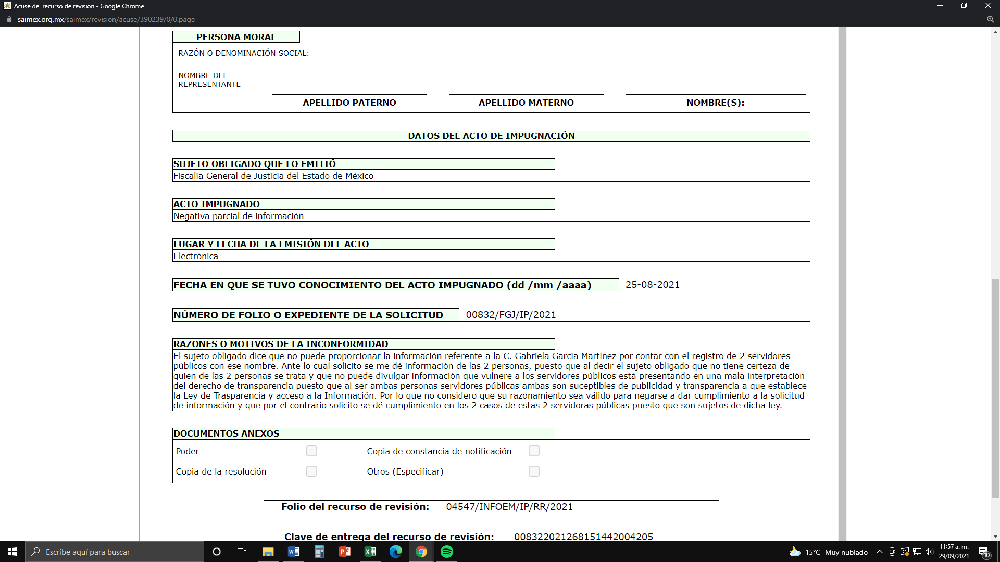 Acuse del recurso de revisión - Google Chrome
saimex.org.mx/saimex/revision/acuse/390239/0/0.page
PERSONA MORAL
RAZÓN O DENOMINACIÓN SOCIAL:
NOMBRE DEL
REPRESENTANTE
APELLIDO PATERNO APELLIDO MATERNO NOMBRE(S):
DATOS DEL ACTO DE IMPUGNACIÓN
SUJETO OBLIGADO QUE LO EMITIÓ
Fiscalía General de Justicia del Estado de México
ACTO IMPUGNADO
Negativa parcial de información
LUGAR Y FECHA DE LA EMISIÓN DEL ACTO
Electrónica
FECHA EN QUE SE TUVO CONOCIMIENTO DEL ACTO IMPUGNADO (dd /mm /aaaa) 25-08-2021
NÚMERO DE FOLIO O EXPEDIENTE DE LA SOLICITUD 00832/FGJ/IP/2021
RAZONES O MOTIVOS DE LA INCONFORMIDAD
El sujeto obligado dice que no puede proporcionar la información referente a la C. Gabriela García Martinez por contar con el registro de 2 servidores
públicos con ese nombre. Ante lo cual solicito se me dé información de las 2 personas, puesto que al decir el sujeto obligado que no tiene certeza de
quien de las 2 personas se trata y que no puede divulgar información que vulnere a los servidores públicos está presentando en una mala interpretación
del derecho de transparencia puesto que al ser ambas personas servidores públicas ambas son suceptibles de publicidad y transparencia a que establece
la Ley de Trasparencia y acceso a la Información. Por lo que no considero que su razonamiento sea válido para negarse a dar cumplimiento a la solicitud
de información y que por el contrario solicito se dé cumplimiento en los 2 casos de estas 2 servidoras públicas puesto que son sujetos de dicha ley.
DOCUMENTOS ANEXOS
Poder Copia de constancia de notificación
Copia de la resolución Otros (Especificar)
Folio del recurso de revisión: 04547/INFOEM/IP/RR/2021
Clave de entrega del recurso de revisión: 008322021268151442004205
Escribe aquí para buscar
15°C Muy nublado
11:57 a. m.
29/09/2021
10